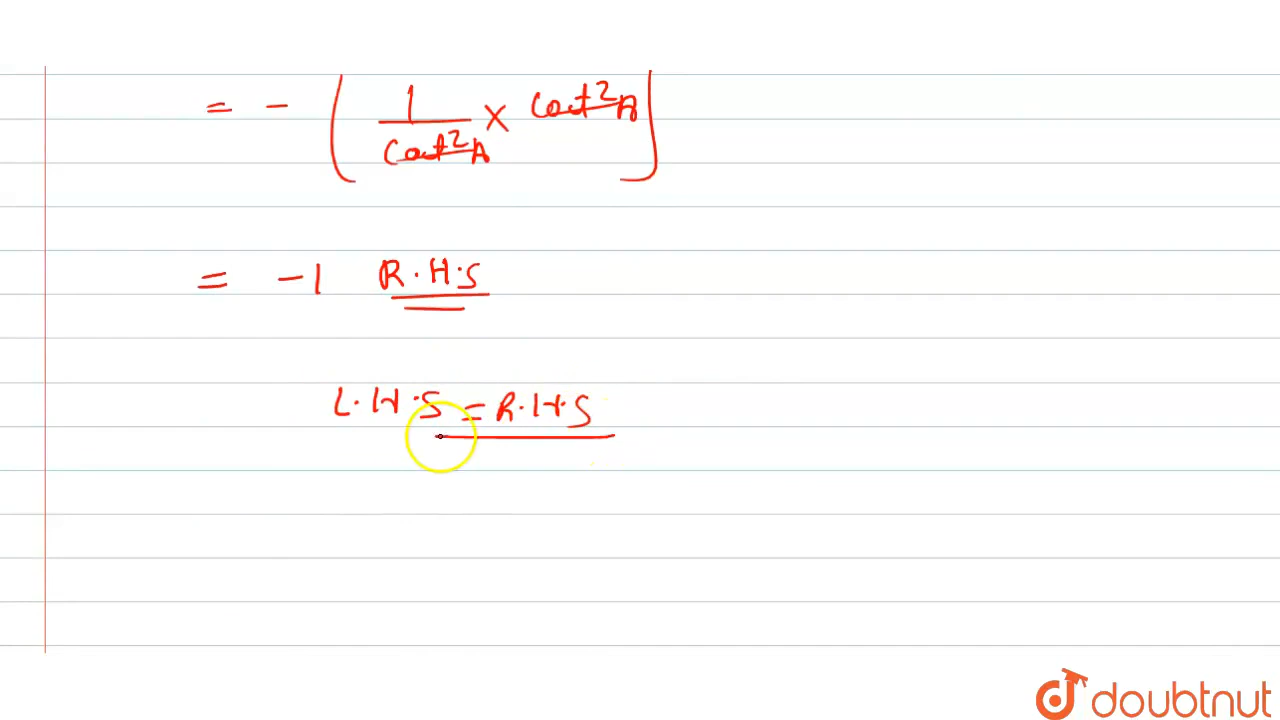 = - [ 1/Cot²A × Cot²A ]
= -1 R.H.S
L.H.S = R.H.S
doubtnut